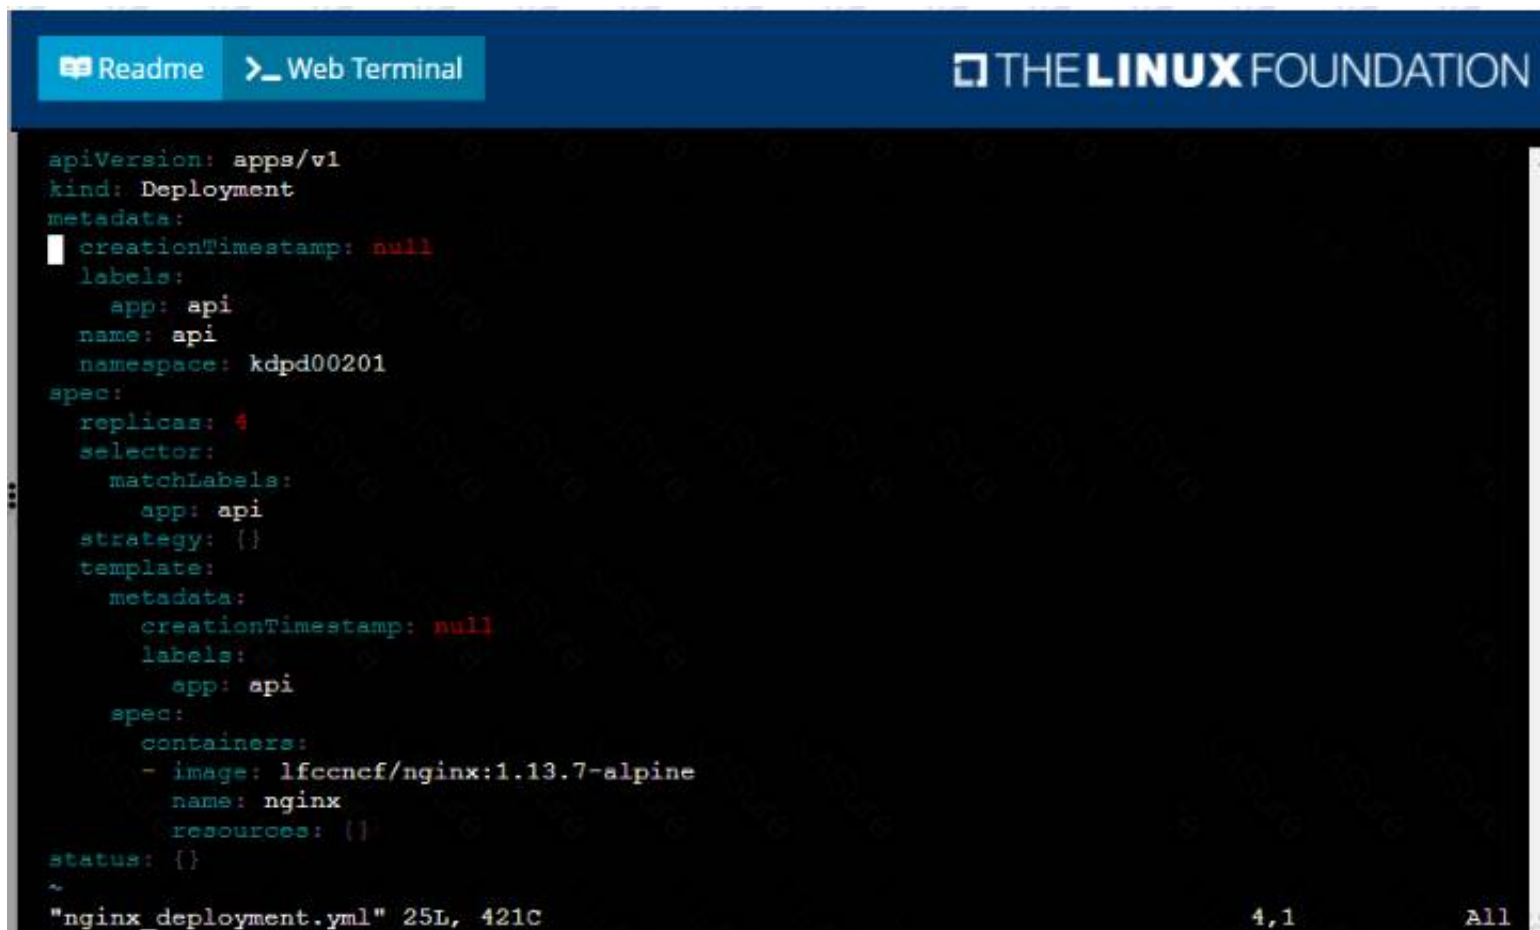 Readme >_ Web Terminal THE LINUX FOUNDATION
apiVersion: apps/v1
kind: Deployment
metadata:
  creationTimestamp: null
  labels:
    app: api
  name: api
  namespace: kdpd00201
spec:
  replicas: 4
  selector:
    matchLabels:
      app: api
  strategy: {}
  template:
    metadata:
      creationTimestamp: null
      labels:
        app: api
    spec:
      containers:
      - image: lfccncf/nginx:1.13.7-alpine
        name: nginx
        resources: {}
status: {}
~
"nginx_deployment.yml" 25L, 421C 4,1 All